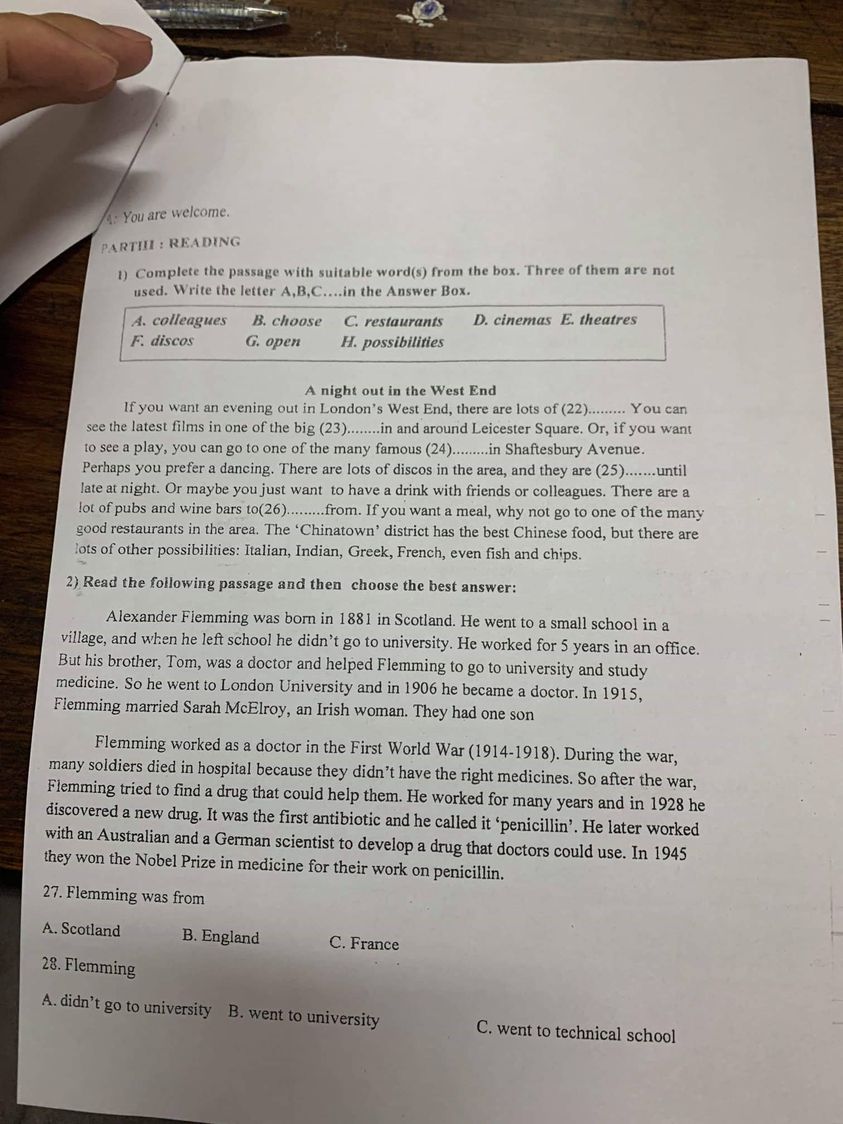 A: You are welcome.
PARTIII : READING
1) Complete the passage with suitable word(s) from the box. Three of them are not
used. Write the letter A,B,C....in the Answer Box.
A. colleagues B. choose C. restaurants D. cinemas E. theatres
F. discos G. open H. possibilities
A night out in the West End
If you want an evening out in London's West End, there are lots of (22)......... You can
see the latest films in one of the big (23)........in and around Leicester Square. Or, if you want
to see a play, you can go to one of the many famous (24).........in Shaftesbury Avenue.
Perhaps you prefer a dancing. There are lots of discos in the area, and they are (25).......until
late at night. Or maybe you just want to have a drink with friends or colleagues. There are a
lot of pubs and wine bars to(26).........from. If you want a meal, why not go to one of the many
good restaurants in the area. The 'Chinatown' district has the best Chinese food, but there are
lots of other possibilities: Italian, Indian, Greek, French, even fish and chips.
2) Read the following passage and then choose the best answer:
Alexander Flemming was born in 1881 in Scotland. He went to a small school in a
village, and when he left school he didn't go to university. He worked for 5 years in an office.
But his brother, Tom, was a doctor and helped Flemming to go to university and study
medicine. So he went to London University and in 1906 he became a doctor. In 1915,
Flemming married Sarah McElroy, an Irish woman. They had one son
Flemming worked as a doctor in the First World War (1914-1918). During the war,
many soldiers died in hospital because they didn't have the right medicines. So after the war,
Flemming tried to find a drug that could help them. He worked for many years and in 1928 he
discovered a new drug. It was the first antibiotic and he called it 'penicillin'. He later worked
with an Australian and a German scientist to develop a drug that doctors could use. In 1945
they won the Nobel Prize in medicine for their work on penicillin.
27. Flemming was from
A. Scotland B. England C. France
28. Flemming
A. didn't go to university B. went to university C. went to technical school